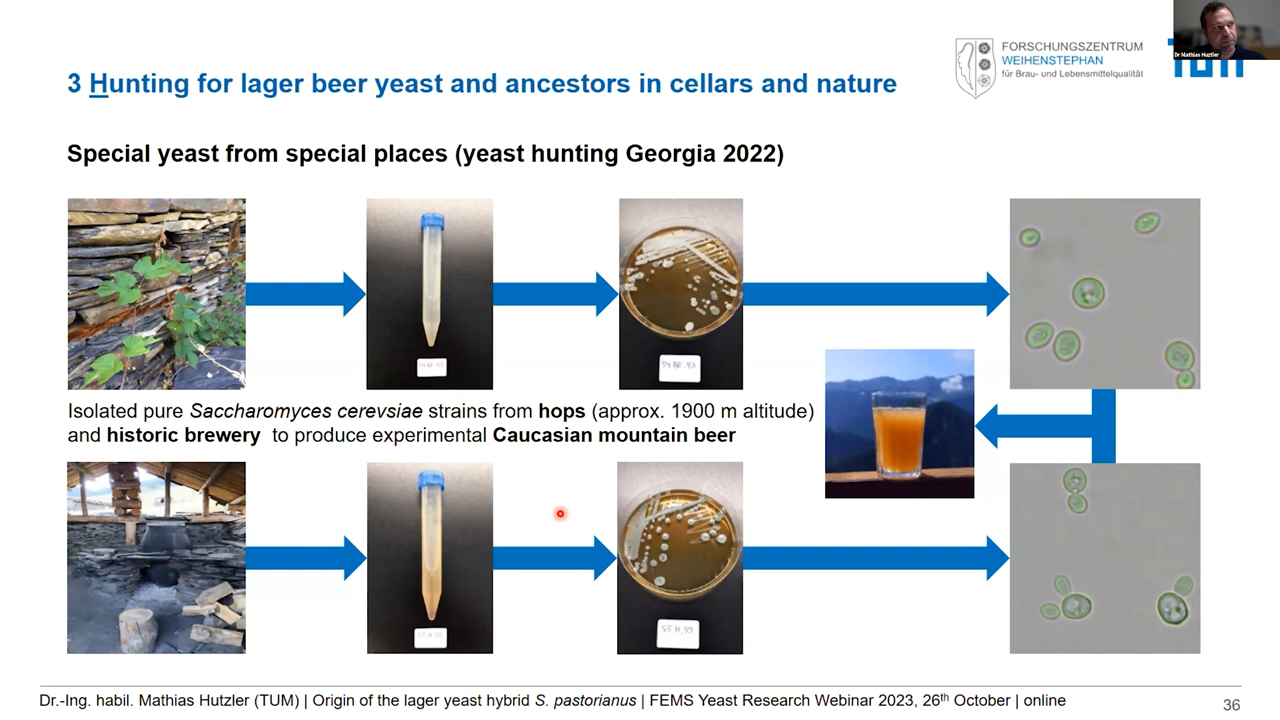 Dr Mathias Hutzler
FORSCHUNGSZENTRUM
WEIHENSTEPHAN
für Brau- und Lebensmittelqualität
3 Hunting for lager beer yeast and ancestors in cellars and nature
Special yeast from special places (yeast hunting Georgia 2022)
Isolated pure Saccharomyces cerevsiae strains from hops (approx. 1900 m altitude)
and historic brewery to produce experimental Caucasian mountain beer
Dr.-Ing. habil. Mathias Hutzler (TUM) | Origin of the lager yeast hybrid S. pastorianus | FEMS Yeast Research Webinar 2023, 26th October | online
36